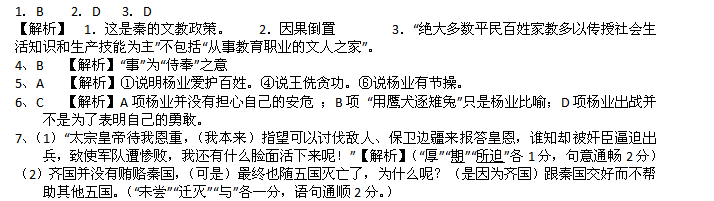 1. B    2. D    3. D
【解析】 1. 这是秦的文教政策。    2. 因果倒置    3. “绝大多数平民百姓家教多以传授社会生
活知识和生产技能为主”不包括“从事教育职业的文人之家”。
4、B    【解析】“事”为“侍奉”之意
5、A    【解析】①说明杨业爱护百姓。④说王侁贪功。⑥说杨业有节操。
6、C    【解析】A项杨业并没有担心自己的安危 ；B项 “用鹰犬逐雉兔”只是杨业比喻；D项杨业出战并
不是为了表明自己的勇敢。
7、（1）“太宗皇帝待我恩重，（我本来）指望可以讨伐敌人、保卫边疆来报答皇恩，谁知却被奸臣逼迫出
兵，致使军队遭惨败，我还有什么脸面活下来呢！”【解析】（“厚”“期”“所迫”各1分，句意通畅2分）
（2）齐国并没有贿赂秦国，（可是）最终也随五国灭亡了，为什么呢？（是因为齐国）跟秦国交好而不帮
助其他五国。（“未尝”“迁灭”“与”各一分，语句通顺2分。）